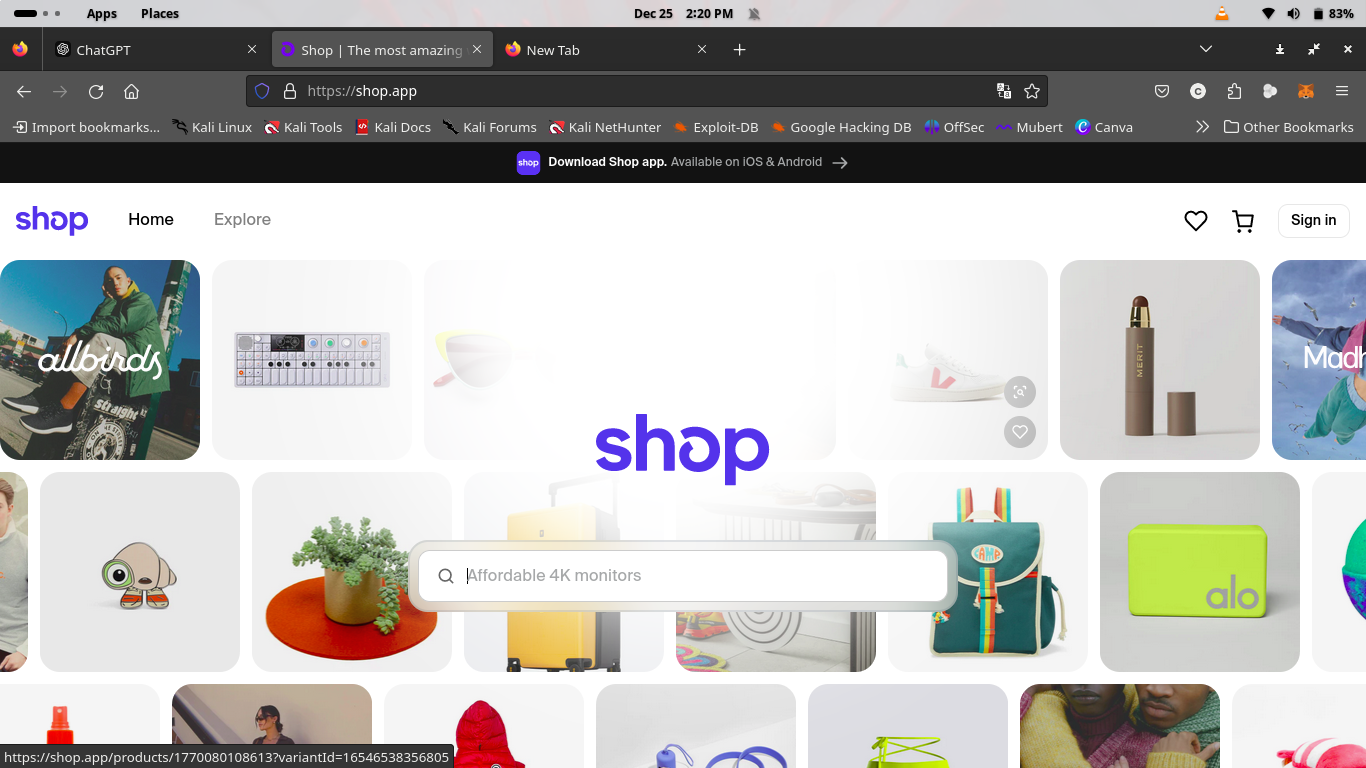 Apps Places Dec 25 2:20 PM 83%
ChatGPT Shop | The most amazing New Tab
https://shop.app
Import bookmarks... Kali Linux Kali Tools Kali Docs Kali Forums Kali NetHunter Exploit-DB Google Hacking DB OffSec Mubert Canva Other Bookmarks
shop Download Shop app. Available on iOS & Android
shop Home Explore Sign in
allbirds
MERIT
Madh
straight
shop
CAMP
Affordable 4K monitors
alo
https://shop.app/products/1770080108613?variantId=16546538356805